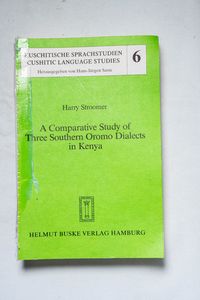 KUSCHITISCHE SPRACHSTUDIEN
CUSHITIC LANGUAGE STUDIES
Herausgegeben von Hans-Jürgen Sasse
6
Harry Stroomer
A Comparative Study of
Three Southern Oromo Dialects
in Kenya
HELMUT BUSKE VERLAG HAMBURG